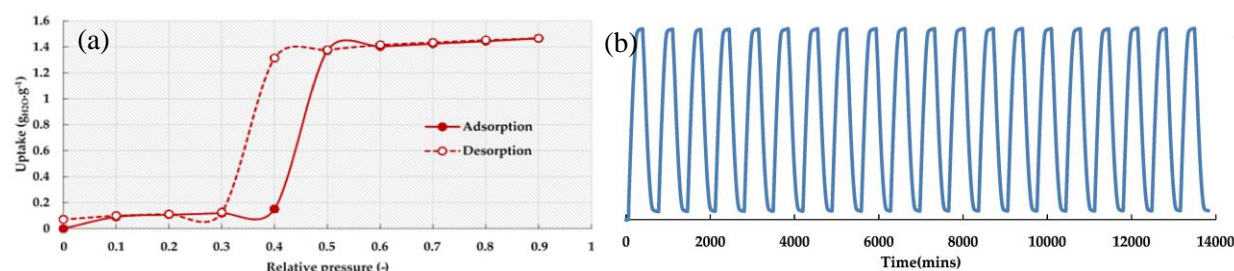 (a)
1.6
1.4
1.2
1
0.8
0.6
0.4
0.2
0
Uptake (gH2O.g-1)
Adsorption
Desorption
0 0.1 0.2 0.3 0.4 0.5 0.6 0.7 0.8 0.9 1
Relative pressure (-)
(b)
0 2000 4000 6000 8000 10000 12000 14000
Time(mins)